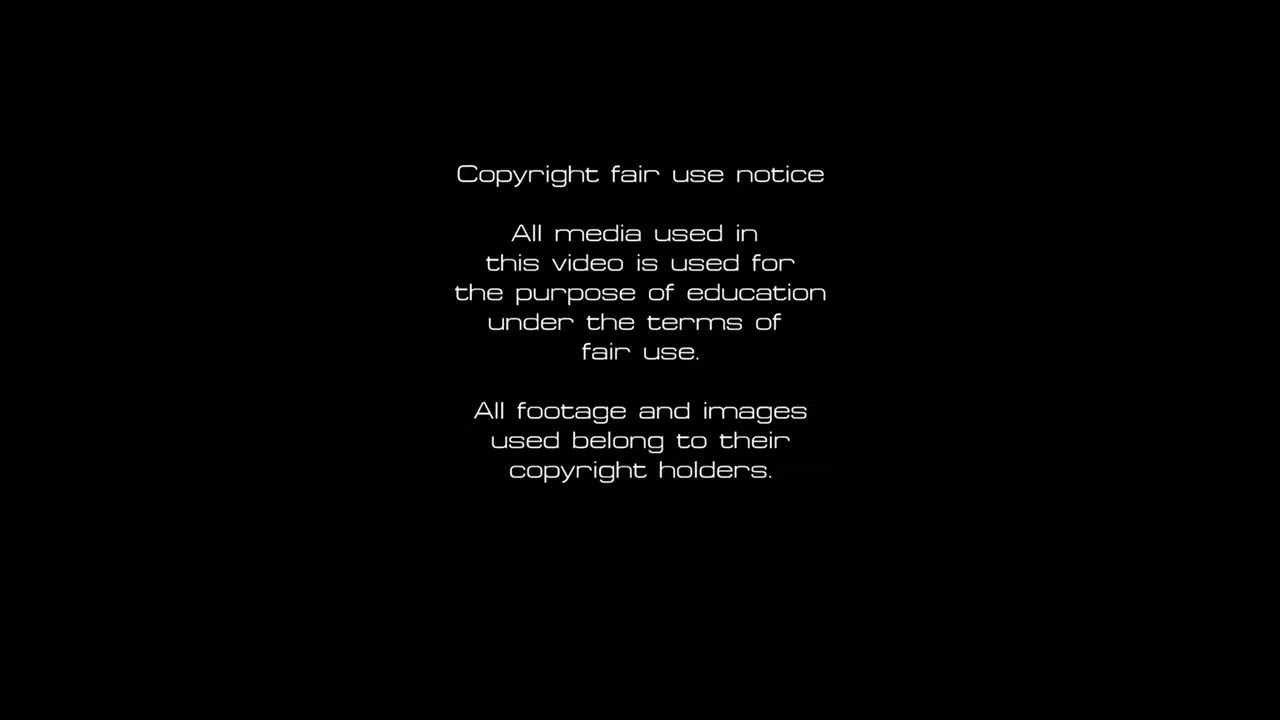 Copyright fair use notice
All media used in
this video is used for
the purpose of education
under the terms of
fair use.
All footage and images
used belong to their
copyright holders.